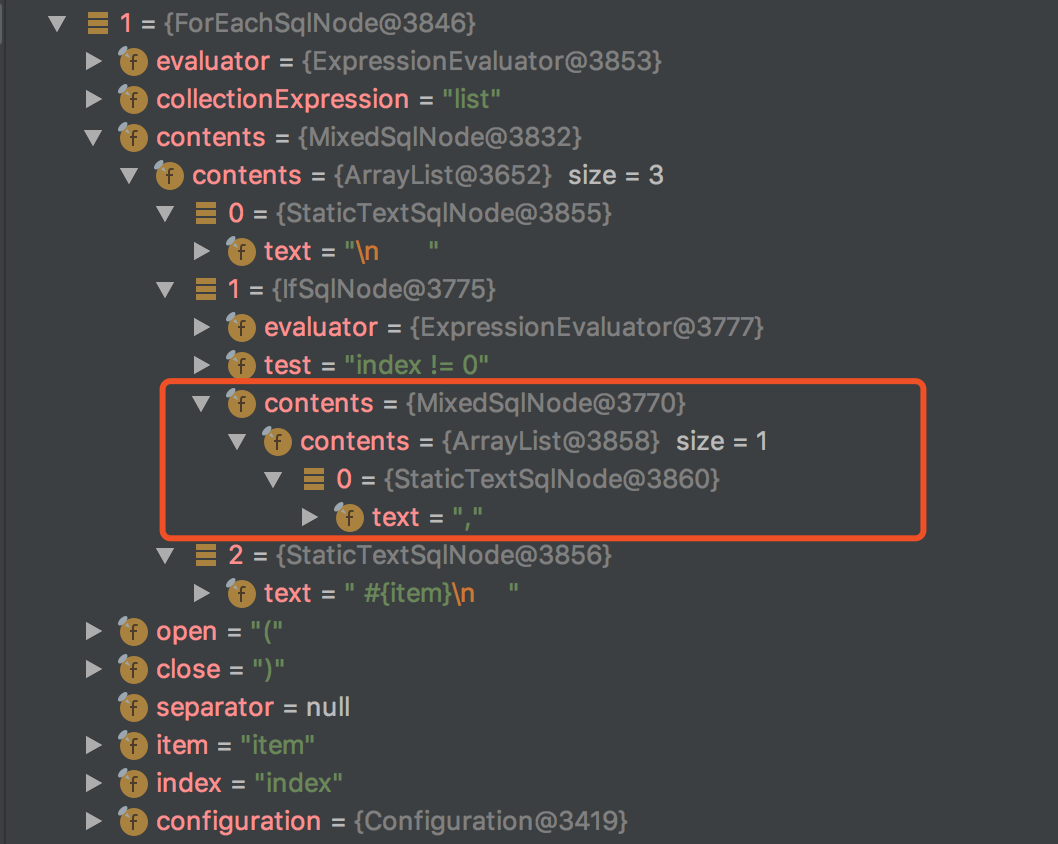 1 = {ForEachSqlNode@3846}
f evaluator = {ExpressionEvaluator@3853}
f collectionExpression = "list"
f contents = {MixedSqlNode@3832}
f contents = {ArrayList@3652} size = 3
0 = {StaticTextSqlNode@3855}
f text = "\n      "
1 = {IfSqlNode@3775}
f evaluator = {ExpressionEvaluator@3777}
f test = "index != 0"
f contents = {MixedSqlNode@3770}
f contents = {ArrayList@3858} size = 1
0 = {StaticTextSqlNode@3860}
f text = ","
2 = {StaticTextSqlNode@3856}
f text = " #{item}\n    "
f open = "("
f close = ")"
f separator = null
f item = "item"
f index = "index"
f configuration = {Configuration@3419}